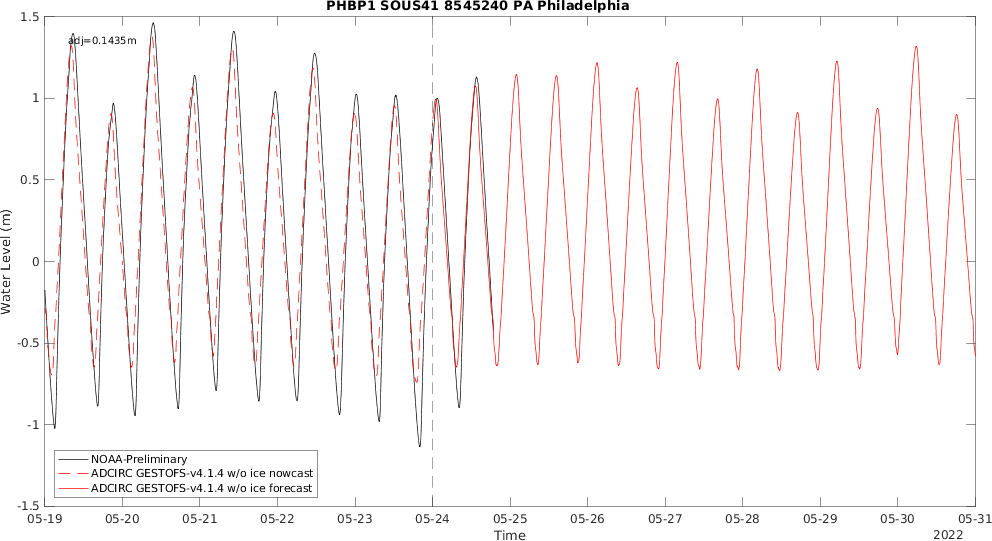 PHBP1 SOUS41 8545240 PA Philadelphia
adj=0.1435m
1.5
1
0.5
0
-0.5
-1
-1.5
Water Level (m)
NOAA-Preliminary
ADCIRC GESTOFS-v4.1.4 w/o ice nowcast
ADCIRC GESTOFS-v4.1.4 w/o ice forecast
05-19 05-20 05-21 05-22 05-23 05-24 05-25 05-26 05-27 05-28 05-29 05-30 05-31
Time
2022